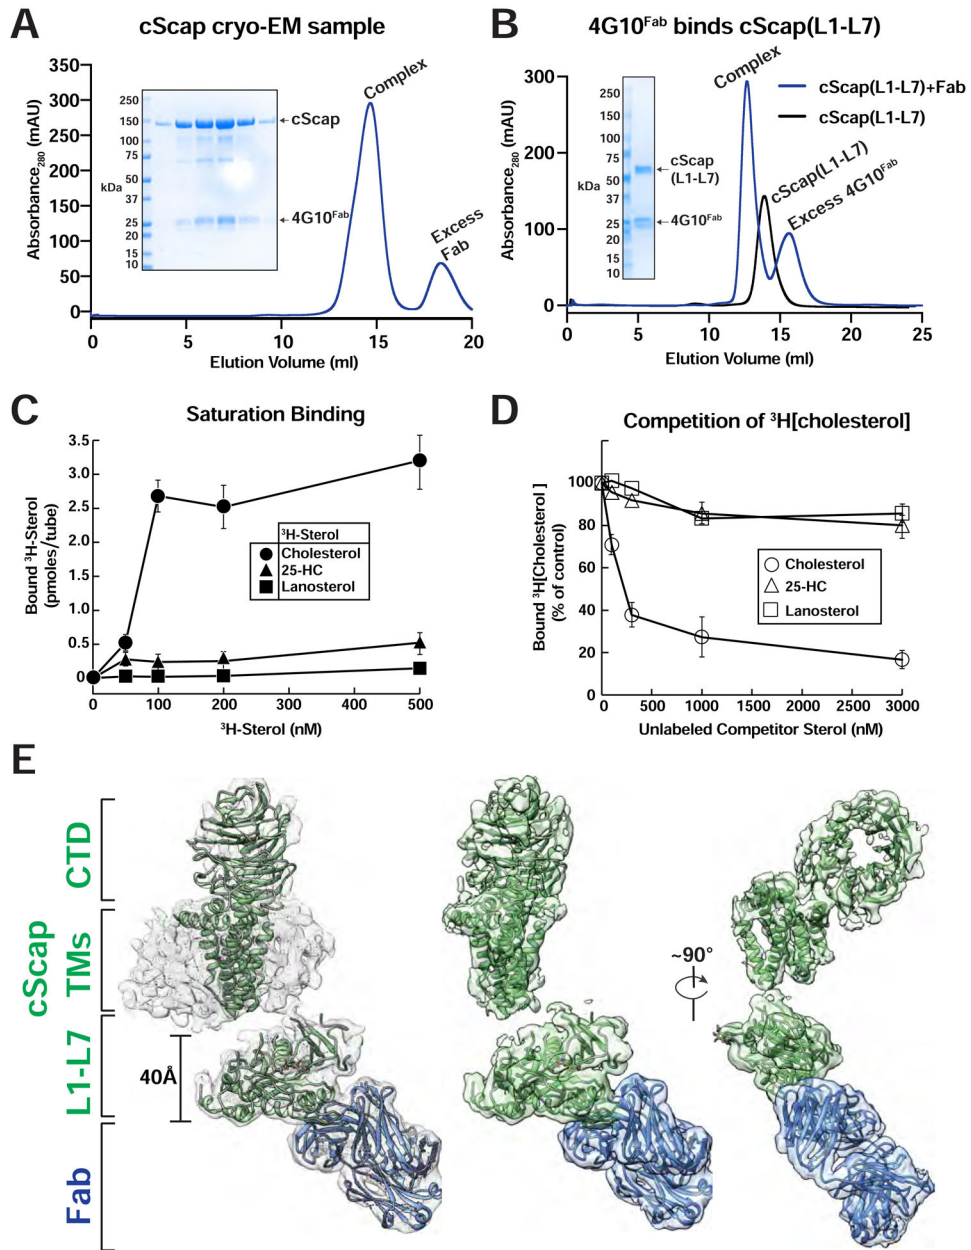 A
cScap cryo-EM sample
Absorbance280 (mAU)
350
300
250
200
150
100
50
0
0
5
10
15
20
Elution Volume (ml)
Complex
Excess
Fab
kDa
250
150
100
75
50
37
25
20
15
10
cScap
4G10Fab
B
4G10Fab binds cScap(L1-L7)
Absorbance280 (mAU)
300
200
100
0
0
5
10
15
20
25
Elution Volume (ml)
Complex
cScap(L1-L7)
Excess 4G10Fab
cScap(L1-L7)+Fab
cScap(L1-L7)
kDa
250
150
100
75
50
37
25
20
15
10
cScap
(L1-L7)
4G10Fab
C
Saturation Binding
Bound 3H-Sterol
(pmoles/tube)
3.5
3.0
2.5
2.0
1.5
1.0
0.5
0
0
100
200
300
400
500
3H-Sterol (nM)
3H-Sterol
Cholesterol
25-HC
Lanosterol
D
Competition of 3H[cholesterol]
Bound 3H[Cholesterol ]
(% of control)
100
80
60
40
20
0
0
500
1000
1500
2000
2500
3000
Unlabeled Competitor Sterol (nM)
Cholesterol
25-HC
Lanosterol
E
cScap
CTD
TMs
L1-L7
Fab
40Å
~90°